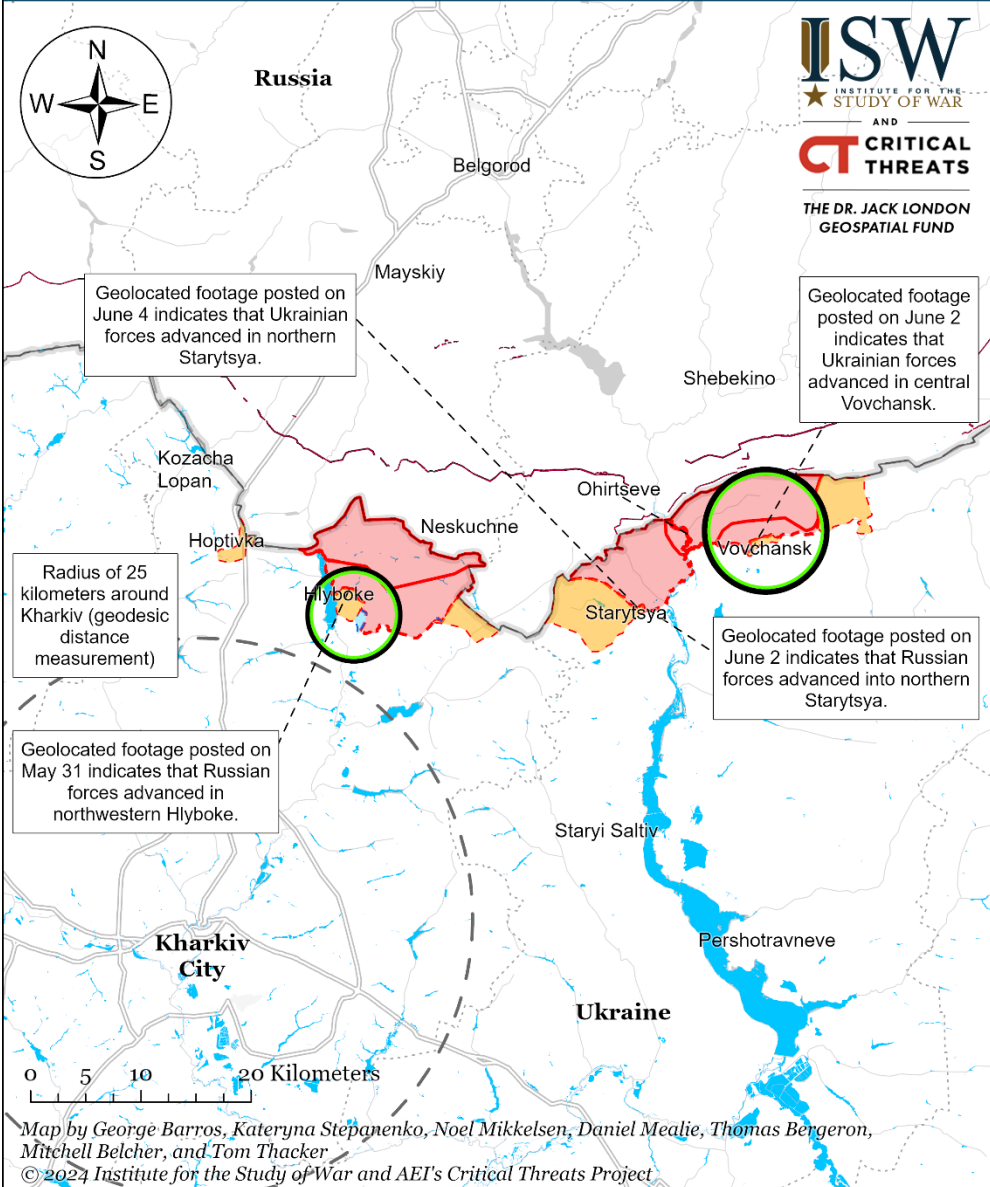 N
W
E
S
Russia
ISW
INSTITUTE FOR THE
STUDY OF WAR
AND
CT CRITICAL
THREATS
THE DR. JACK LONDON
GEOSPATIAL FUND
Belgorod
Mayskiy
Geolocated footage posted on
June 4 indicates that Ukrainian
forces advanced in northern
Starytsya.
Geolocated footage
posted on June 2
indicates that
Ukrainian forces
advanced in central
Vovchansk.
Shebekino
Kozacha
Lopan
Ohirtseve
Neskuchne
Hoptivka
Vovchansk
Radius of 25
kilometers around
Kharkiv (geodesic
distance
measurement)
Hlyboke
Starytsya
Geolocated footage posted on
June 2 indicates that Russian
forces advanced into northern
Starytsya.
Geolocated footage posted on
May 31 indicates that Russian
forces advanced in
northwestern Hlyboke.
Staryi Saltiv
Kharkiv
City
Pershotravneve
Ukraine
0 5 10 20 Kilometers
Map by George Barros, Kateryna Stepanenko, Noel Mikkelsen, Daniel Mealie, Thomas Bergeron,
Mitchell Belcher, and Tom Thacker
© 2024 Institute for the Study of War and AEI's Critical Threats Project